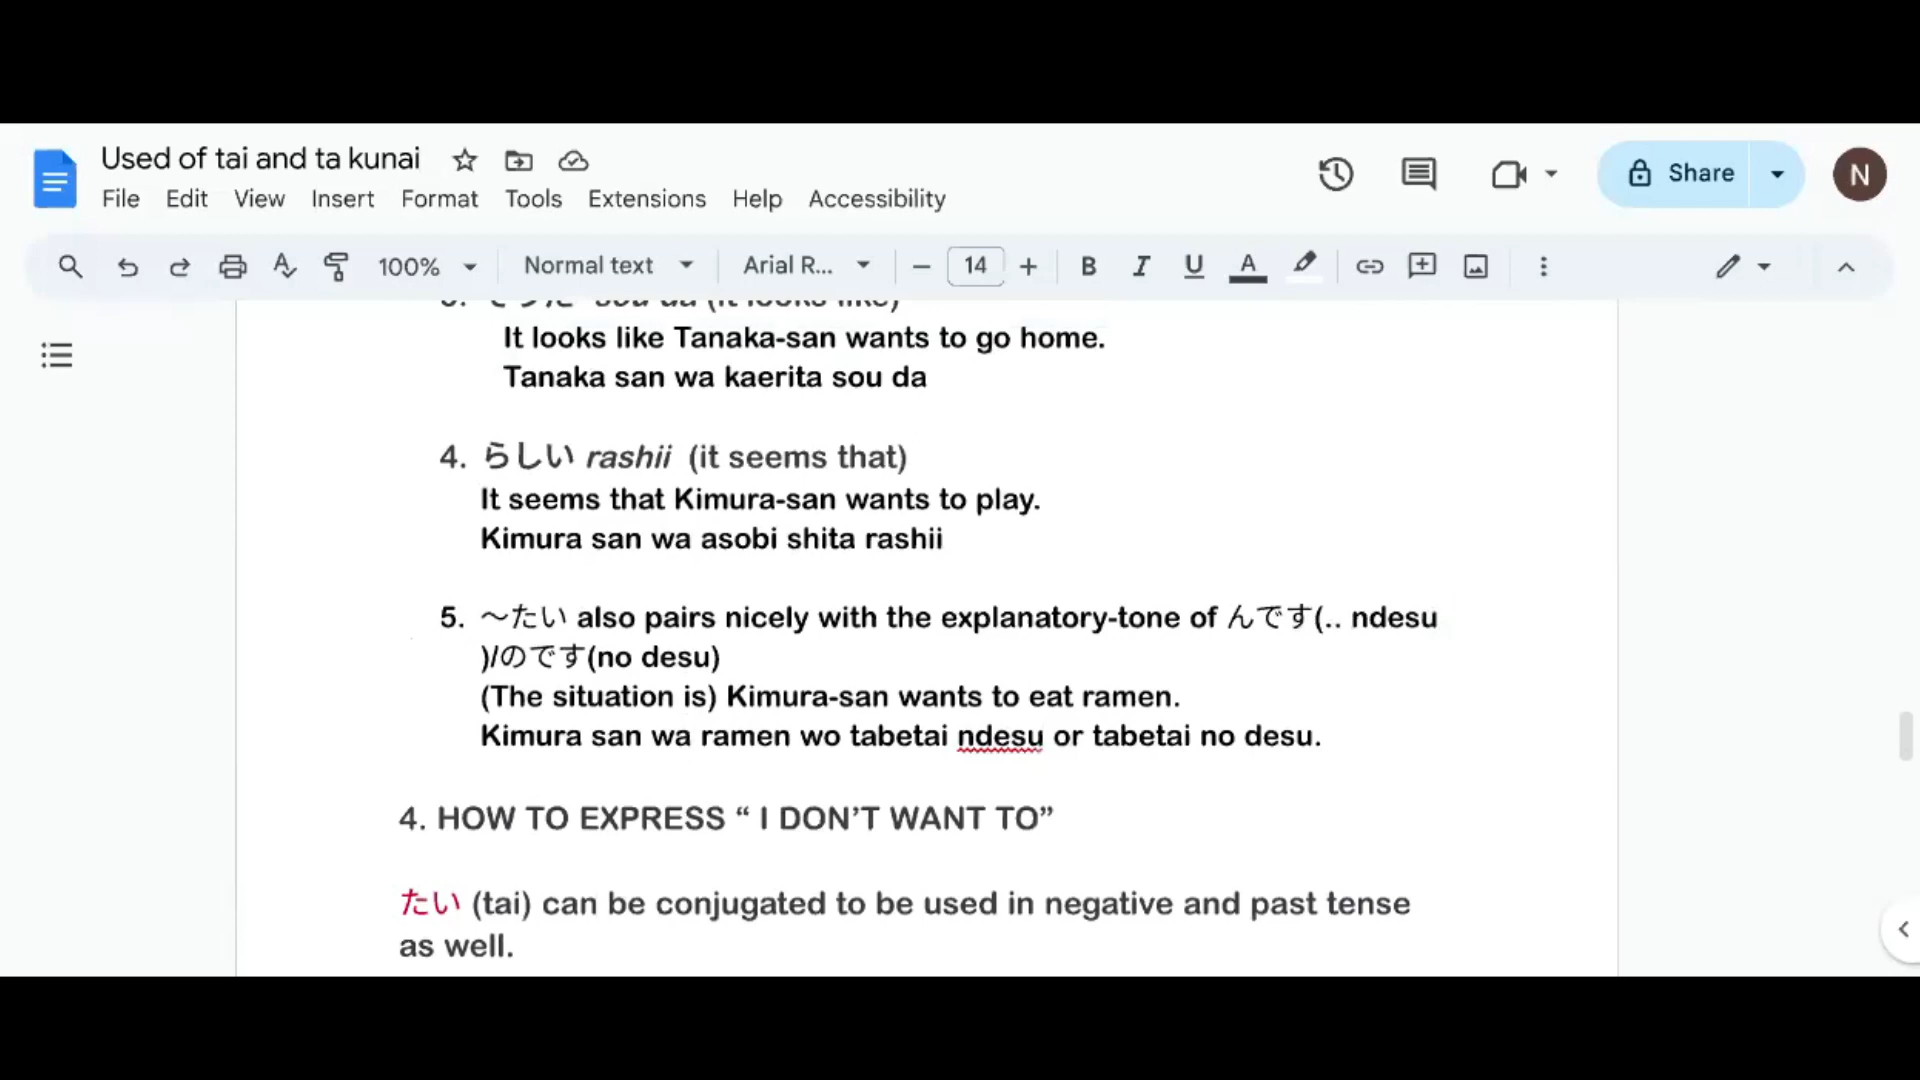 Used of tai and ta kunai
File Edit View Insert Format Tools Extensions Help Accessibility
Share
N
100% Normal text Arial R... 14 B I U A
sou da (it looks like)
It looks like Tanaka-san wants to go home.
Tanaka san wa kaerita sou da
4. らしい rashii (it seems that)
It seems that Kimura-san wants to play.
Kimura san wa asobi shita rashii
5. ～たい also pairs nicely with the explanatory-tone of んです(.. ndesu
)/のです(no desu)
(The situation is) Kimura-san wants to eat ramen.
Kimura san wa ramen wo tabetai ndesu or tabetai no desu.
4. HOW TO EXPRESS “ I DON’T WANT TO”
たい (tai) can be conjugated to be used in negative and past tense
as well.